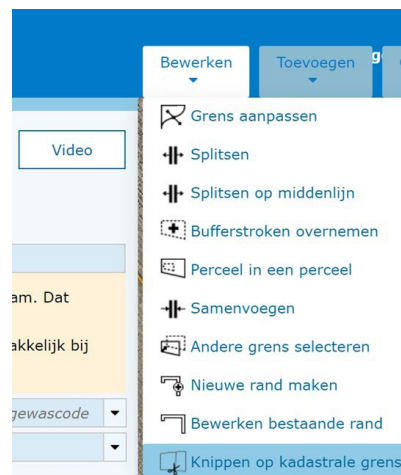 Bewerken
Toevoegen
Video
Grens aanpassen
Splitsen
Splitsen op middenlijn
Bufferstroken overnemen
Perceel in een perceel
am. Dat
Samenvoegen
akkelijk bij
Andere grens selecteren
Nieuwe rand maken
gewascode
Bewerken bestaande rand
Knippen op kadastrale grens